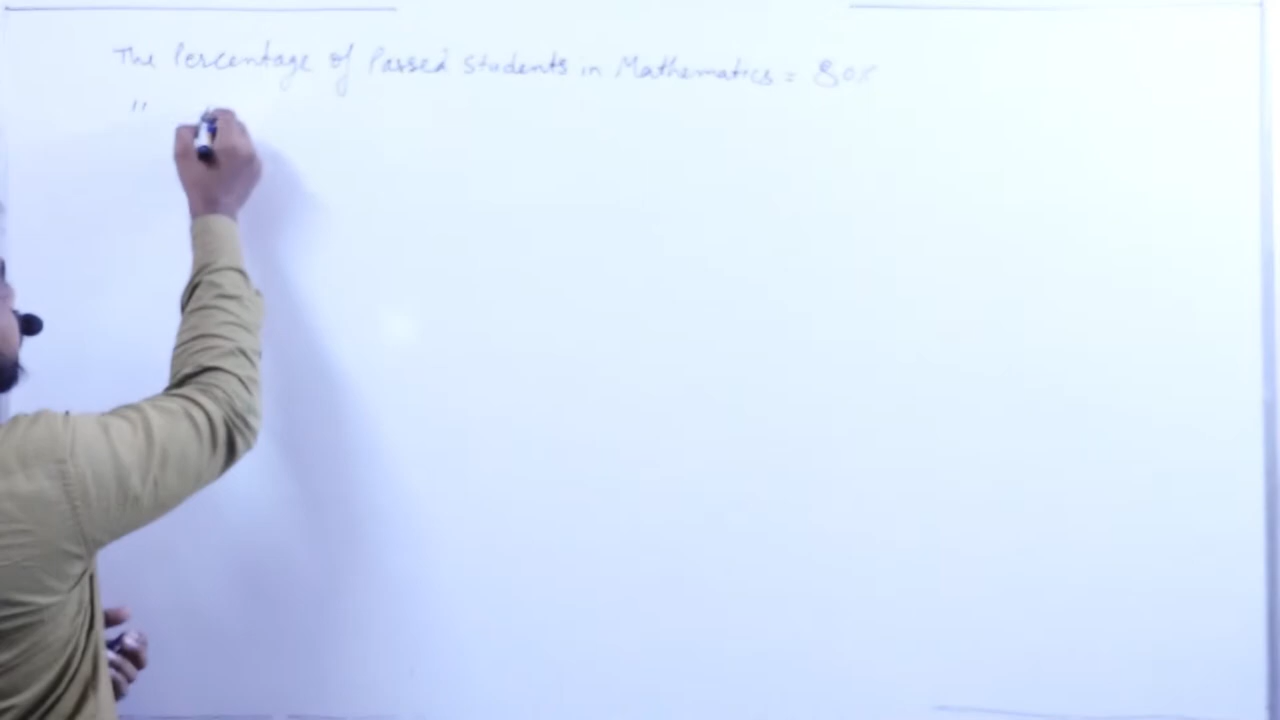 The Percentage of Passed students in Mathematics = 80%
"